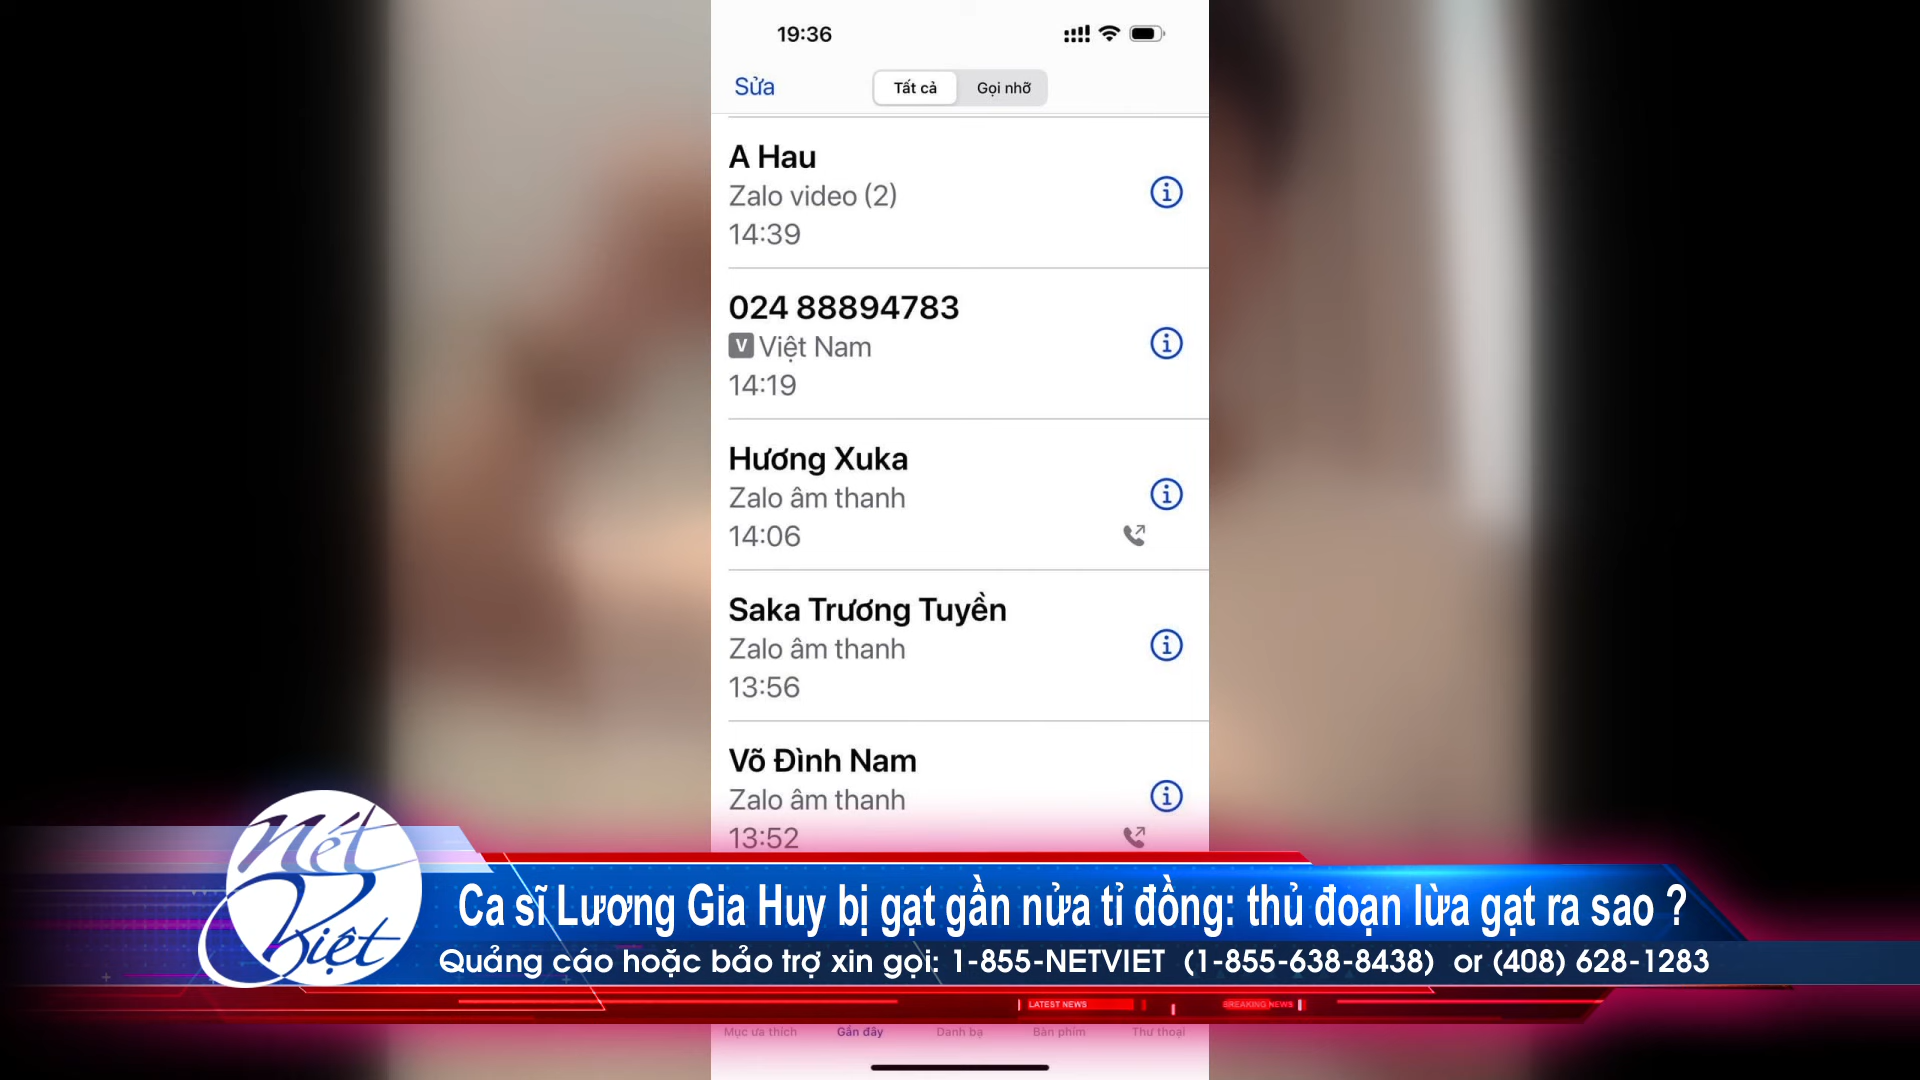 19:36
Sửa
Tất cả
Gọi nhỡ
A Hau
Zalo video (2)
14:39
024 88894783
V Việt Nam
14:19
Hương Xuka
Zalo âm thanh
14:06
Saka Trương Tuyền
Zalo âm thanh
13:56
Võ Đình Nam
Zalo âm thanh
13:52
Nét Việt
Ca sĩ Lương Gia Huy bị gạt gần nửa tỉ đồng: thủ đoạn lừa gạt ra sao ?
Quảng cáo hoặc bảo trợ xin gọi: 1-855-NETVIET (1-855-638-8438) or (408) 628-1283
LATEST NEWS
BREAKING NEWS
Mục ưa thích
Gần đây
Danh bạ
Bàn phím
Thư thoại